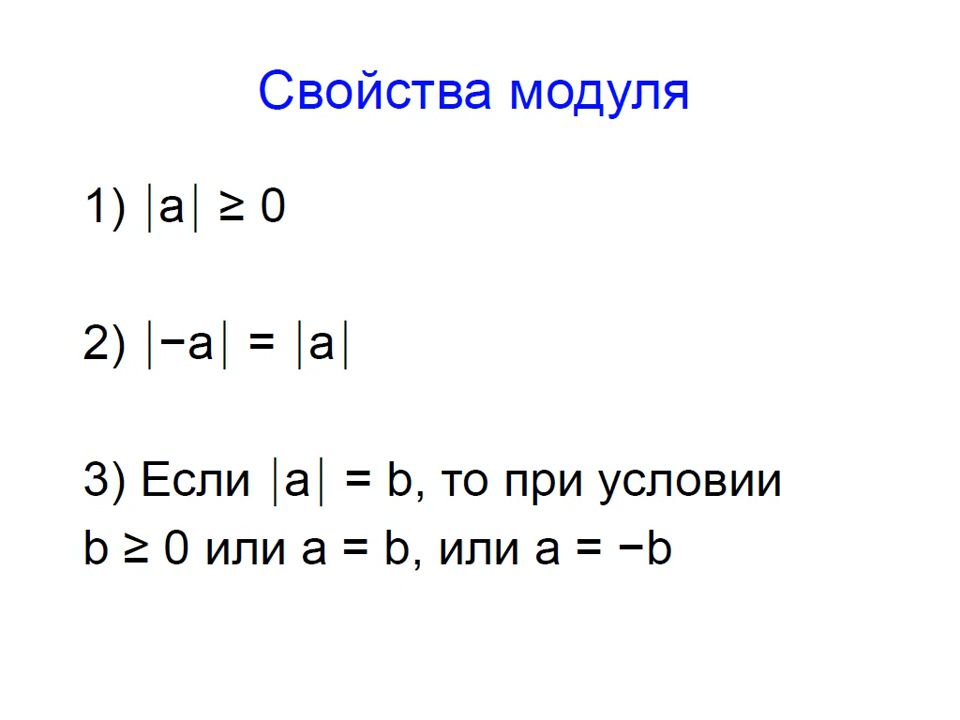 Свойства модуля
1) |a| ≥ 0
2) |−a| = |a|
3) Если |a| = b, то при условии
b ≥ 0 или a = b, или a = −b